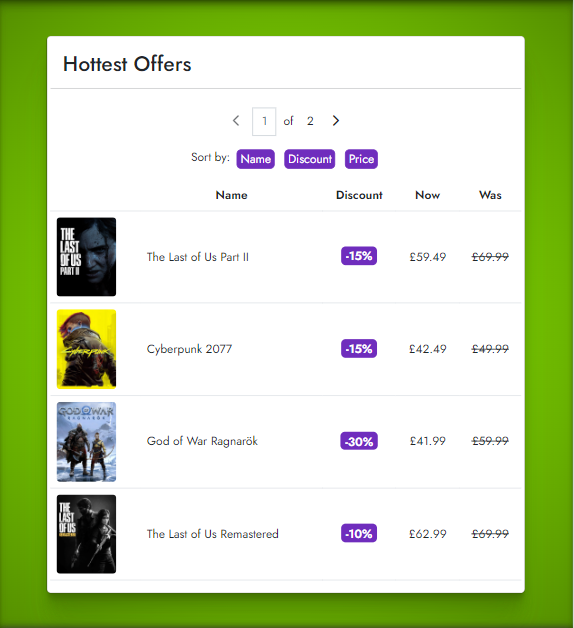 Hottest Offers
1 of 2
Sort by: Name Discount Price
Name Discount Now Was
THE
LAST
OF US
PART II
The Last of Us Part II -15% £59.49 £69.99
Cyberpunk
Cyberpunk 2077 -15% £42.49 £49.99
GOD OF WAR
RAGNARÖK
God of War Ragnarök -30% £41.99 £59.99
THE
LAST
OF US
REMASTERED
The Last of Us Remastered -10% £62.99 £69.99